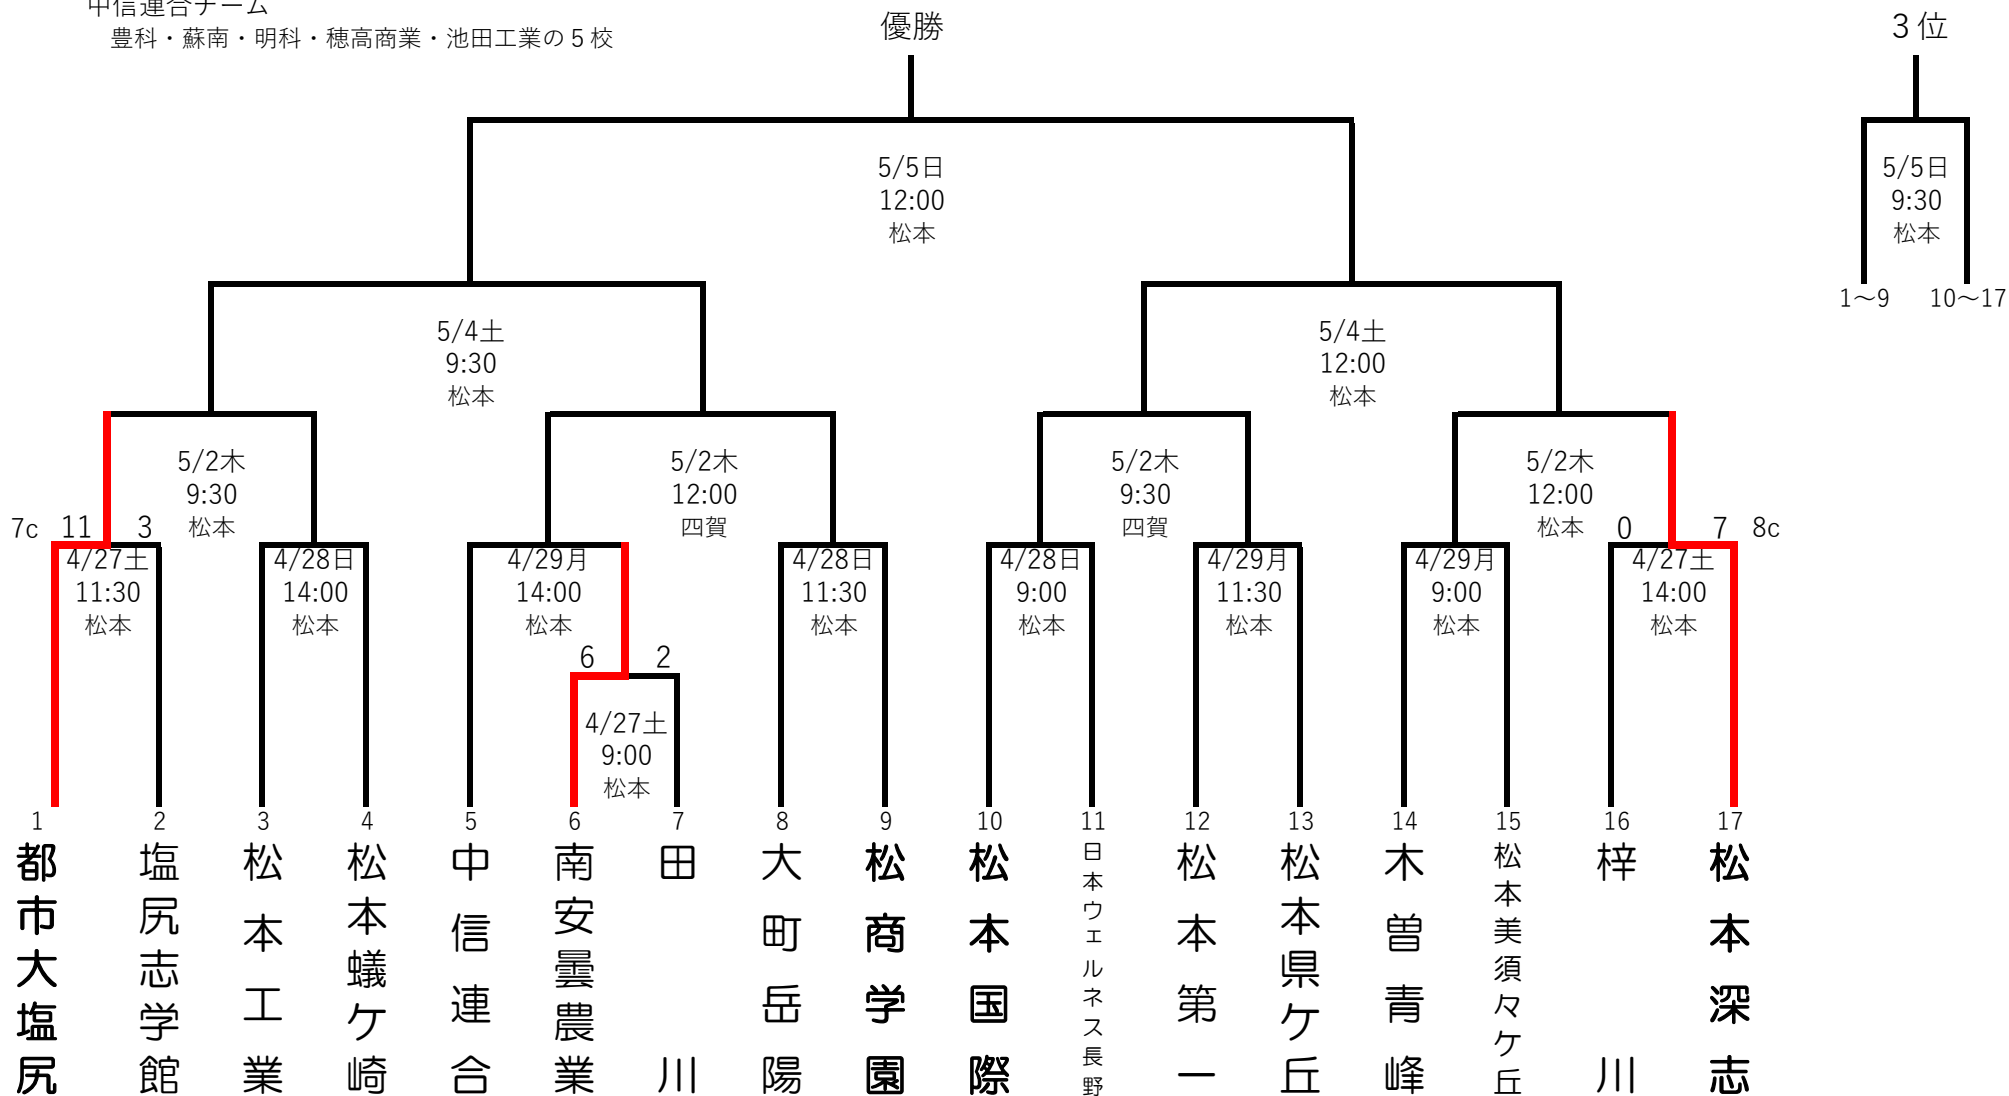 中信連合チーム
豊科・蘇南・明科・穂高商業・池田工業の5校
優勝
3位
5/5日
12:00
松本
5/5日
9:30
松本
1～9
10～17
5/4土
9:30
松本
5/4土
12:00
松本
5/2木
9:30
松本
5/2木
12:00
四賀
5/2木
9:30
四賀
5/2木
12:00
松本
7c 11 3
0 7 8c
4/27土
11:30
松本
4/28日
14:00
松本
4/29月
14:00
松本
4/28日
11:30
松本
4/28日
9:00
松本
4/29月
11:30
松本
4/29月
9:00
松本
4/27土
14:00
松本
6 2
4/27土
9:00
松本
1
都市大塩尻
2
塩尻志学館
3
松本工業
4
松本蟻ケ崎
5
中信連合
6
南安曇農業
7
田川
8
大町岳陽
9
松商学園
10
松本国際
11
日本ウェルネス長野
12
松本第一
13
松本県ケ丘
14
木曽青峰
15
松本美須々ケ丘
16
梓川
17
松本深志